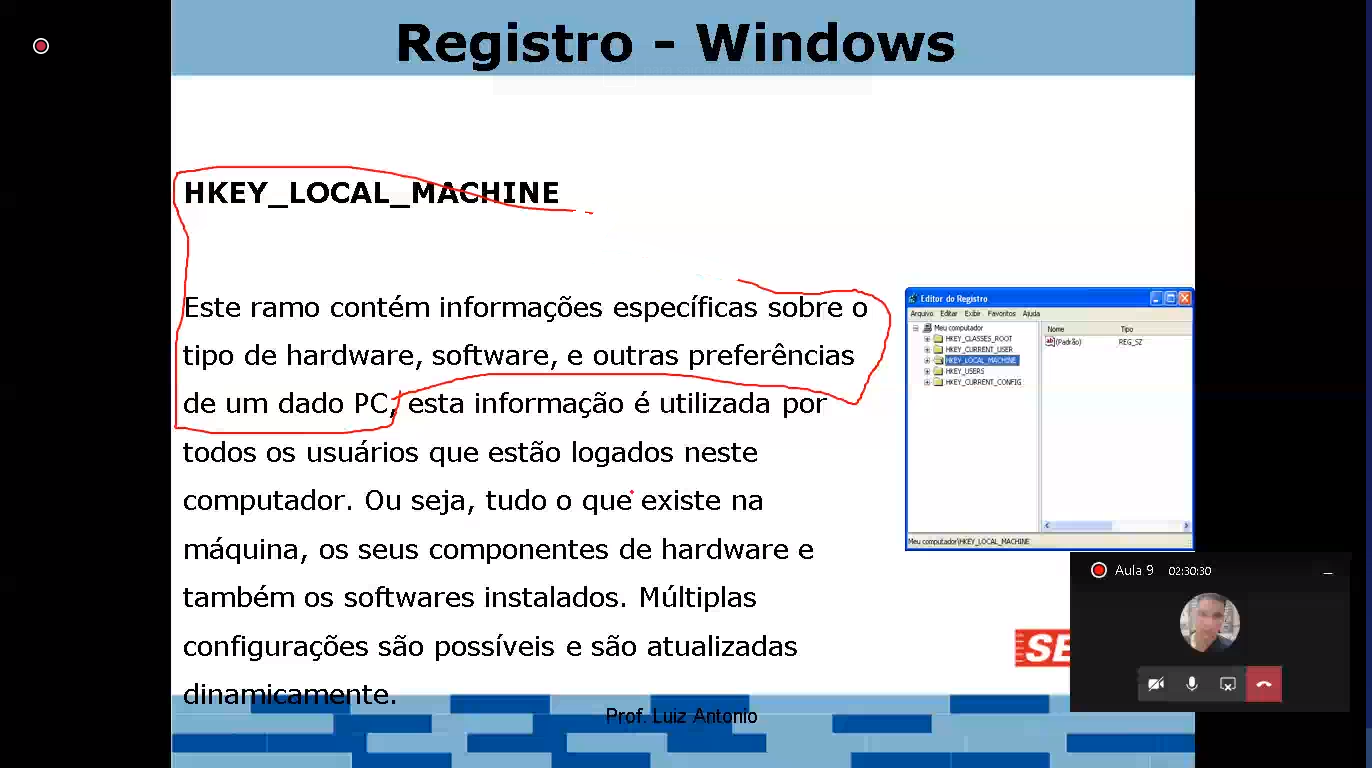 Registro - Windows
HKEY_LOCAL_MACHINE
Este ramo contém informações específicas sobre o
tipo de hardware, software, e outras preferências
de um dado PC, esta informação é utilizada por
todos os usuários que estão logados neste
computador. Ou seja, tudo o que existe na
máquina, os seus componentes de hardware e
também os softwares instalados. Múltiplas
configurações são possíveis e são atualizadas
dinamicamente.
Editor do Registro
Arquivo Editar Exibir Favoritos Ajuda
Meu computador
HKEY_CLASSES_ROOT
HKEY_CURRENT_USER
HKEY_LOCAL_MACHINE
HKEY_USERS
HKEY_CURRENT_CONFIG
Nome Tipo
ab (Padrão) REG_SZ
Meu computador\HKEY_LOCAL_MACHINE
Aula 9 02:30:30
SE
Prof. Luiz Antonio